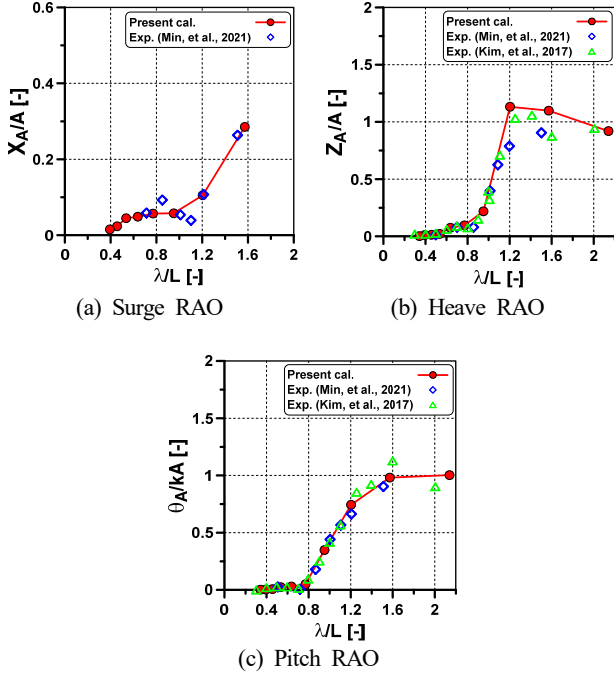 0.6
0.4
0.2
0
X_A/A [-]
Present cal.
Exp. (Min, et al., 2021)
0 0.4 0.8 1.2 1.6 2
λ/L [-]
(a) Surge RAO
2
1.5
1
0.5
0
Z_A/A [-]
Present cal.
Exp. (Min, et al., 2021)
Exp. (Kim, et al., 2017)
0 0.4 0.8 1.2 1.6 2
λ/L [-]
(b) Heave RAO
2
1.5
1
0.5
0
θ_A/kA [-]
Present cal.
Exp. (Min, et al., 2021)
Exp. (Kim, et al., 2017)
0 0.4 0.8 1.2 1.6 2
λ/L [-]
(c) Pitch RAO